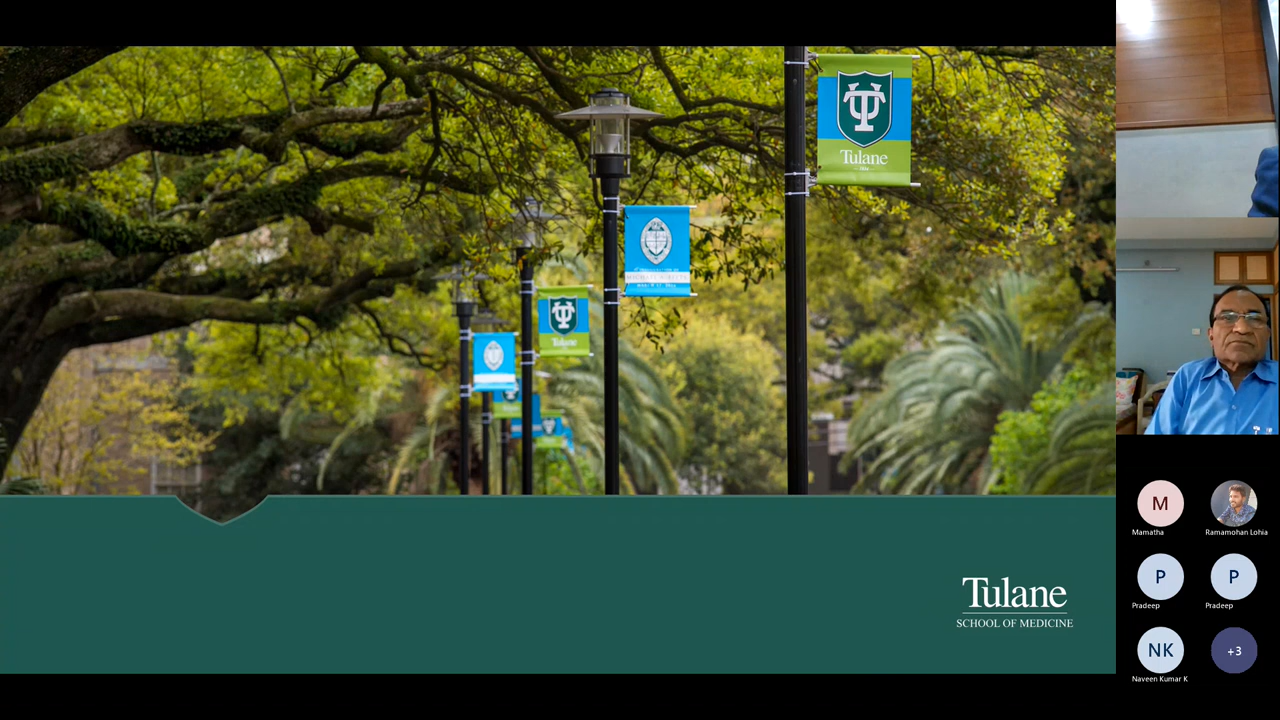 Tulane
Tulane
Tulane
SCHOOL OF MEDICINE
M
Mamatha
Ramamohan Lohia
P
Pradeep
P
Pradeep
NK
Naveen Kumar K
+3